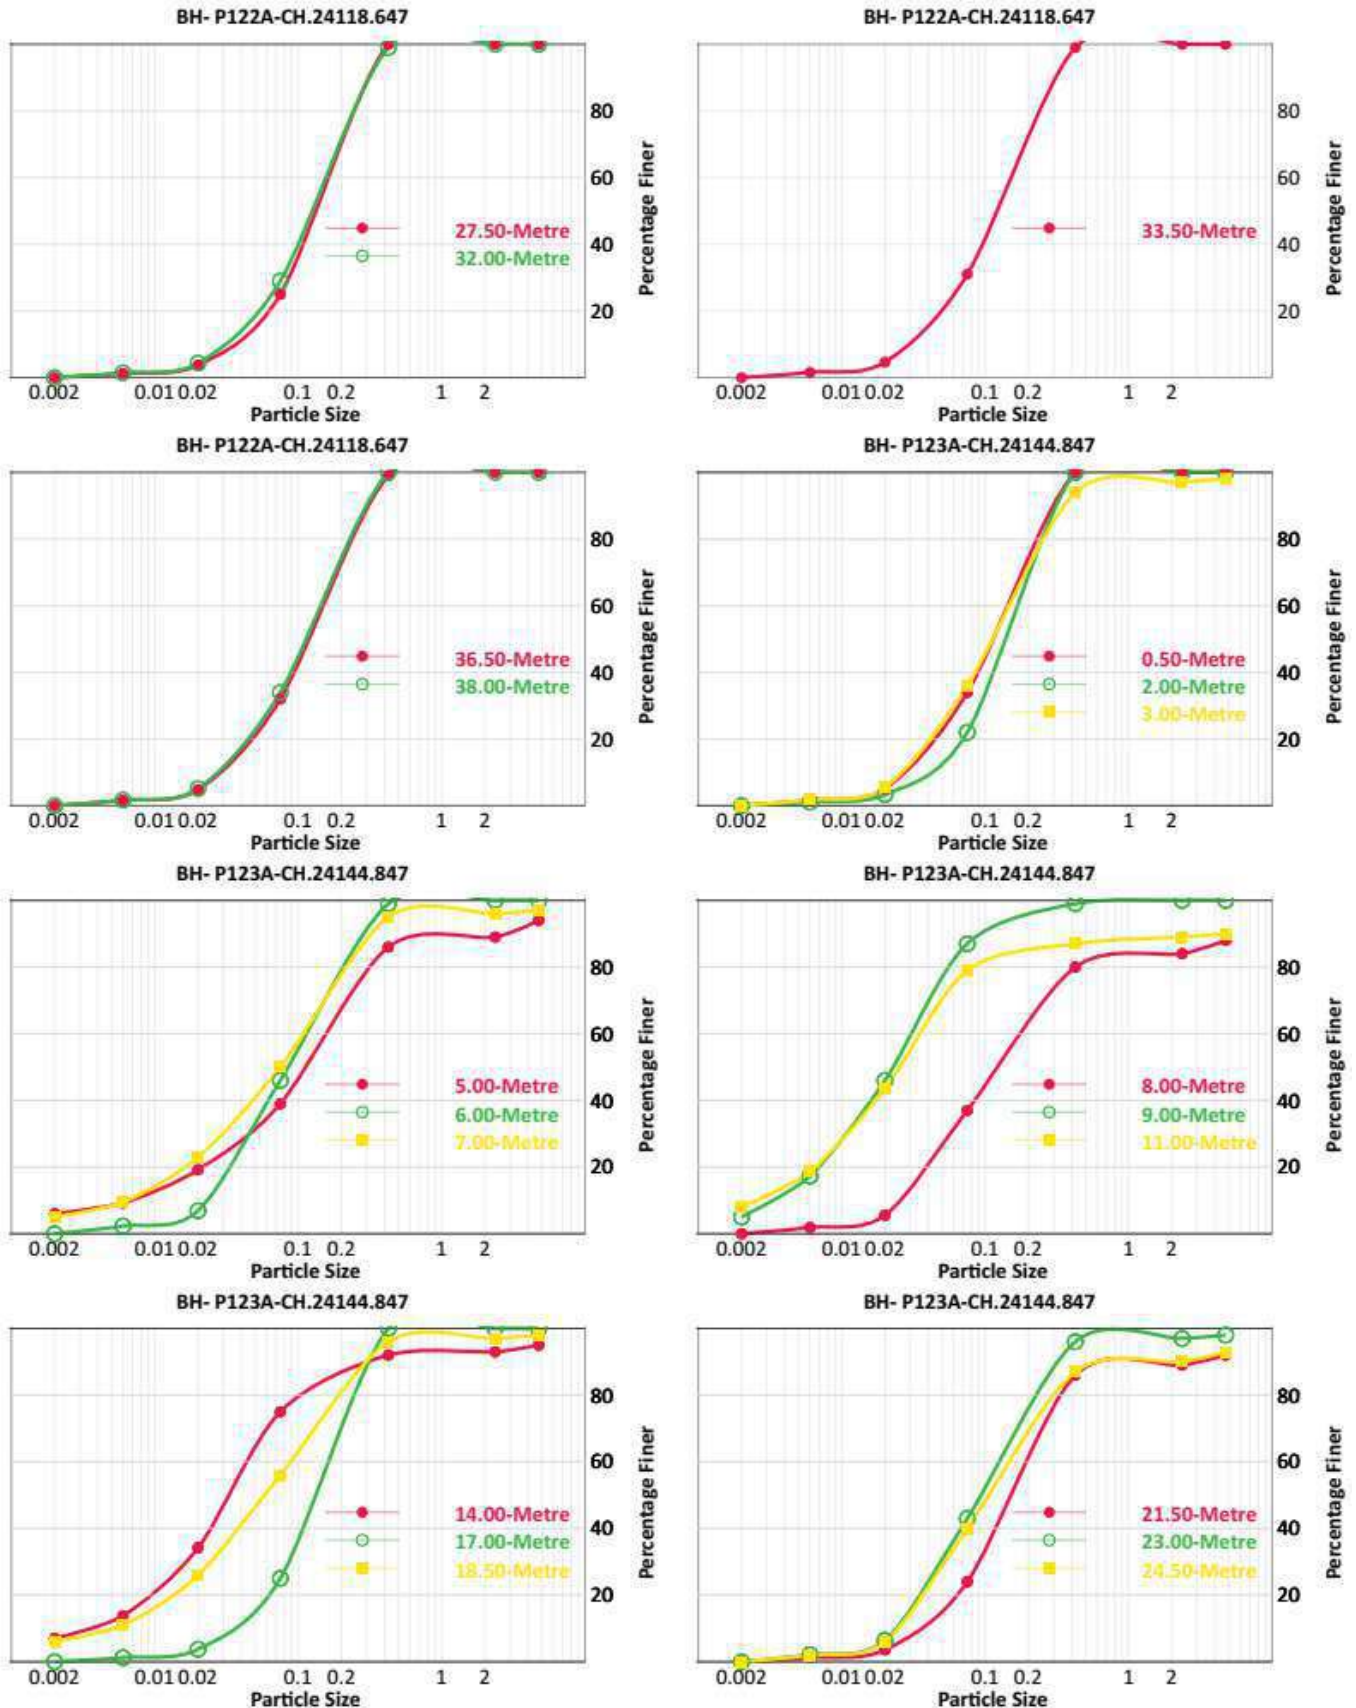 BH- P122A-CH.24118.647
80
60
40
20
Percentage Finer
27.50-Metre
32.00-Metre
0.002 0.01 0.02 0.1 0.2 1 2
Particle Size
BH- P122A-CH.24118.647
80
60
40
20
Percentage Finer
33.50-Metre
0.002 0.01 0.02 0.1 0.2 1 2
Particle Size
BH- P122A-CH.24118.647
80
60
40
20
Percentage Finer
36.50-Metre
38.00-Metre
0.002 0.01 0.02 0.1 0.2 1 2
Particle Size
BH- P123A-CH.24144.847
80
60
40
20
Percentage Finer
0.50-Metre
2.00-Metre
3.00-Metre
0.002 0.01 0.02 0.1 0.2 1 2
Particle Size
BH- P123A-CH.24144.847
80
60
40
20
Percentage Finer
5.00-Metre
6.00-Metre
7.00-Metre
0.002 0.01 0.02 0.1 0.2 1 2
Particle Size
BH- P123A-CH.24144.847
80
60
40
20
Percentage Finer
8.00-Metre
9.00-Metre
11.00-Metre
0.002 0.01 0.02 0.1 0.2 1 2
Particle Size
BH- P123A-CH.24144.847
80
60
40
20
Percentage Finer
14.00-Metre
17.00-Metre
18.50-Metre
0.002 0.01 0.02 0.1 0.2 1 2
Particle Size
BH- P123A-CH.24144.847
80
60
40
20
Percentage Finer
21.50-Metre
23.00-Metre
24.50-Metre
0.002 0.01 0.02 0.1 0.2 1 2
Particle Size